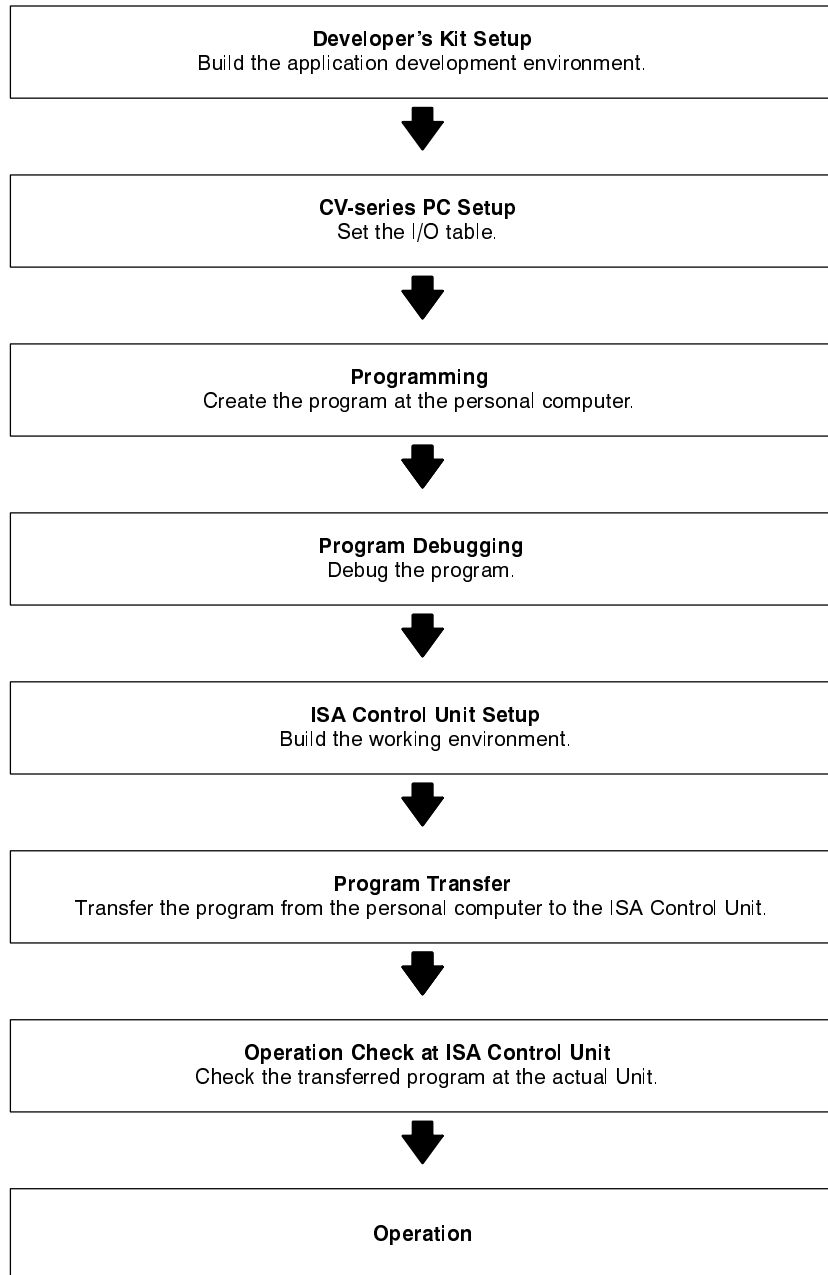 Developer's Kit Setup
Build the application development environment.
CV-series PC Setup
Set the I/O table.
Programming
Create the program at the personal computer.
Program Debugging
Debug the program.
ISA Control Unit Setup
Build the working environment.
Program Transfer
Transfer the program from the personal computer to the ISA Control Unit.
Operation Check at ISA Control Unit
Check the transferred program at the actual Unit.
Operation